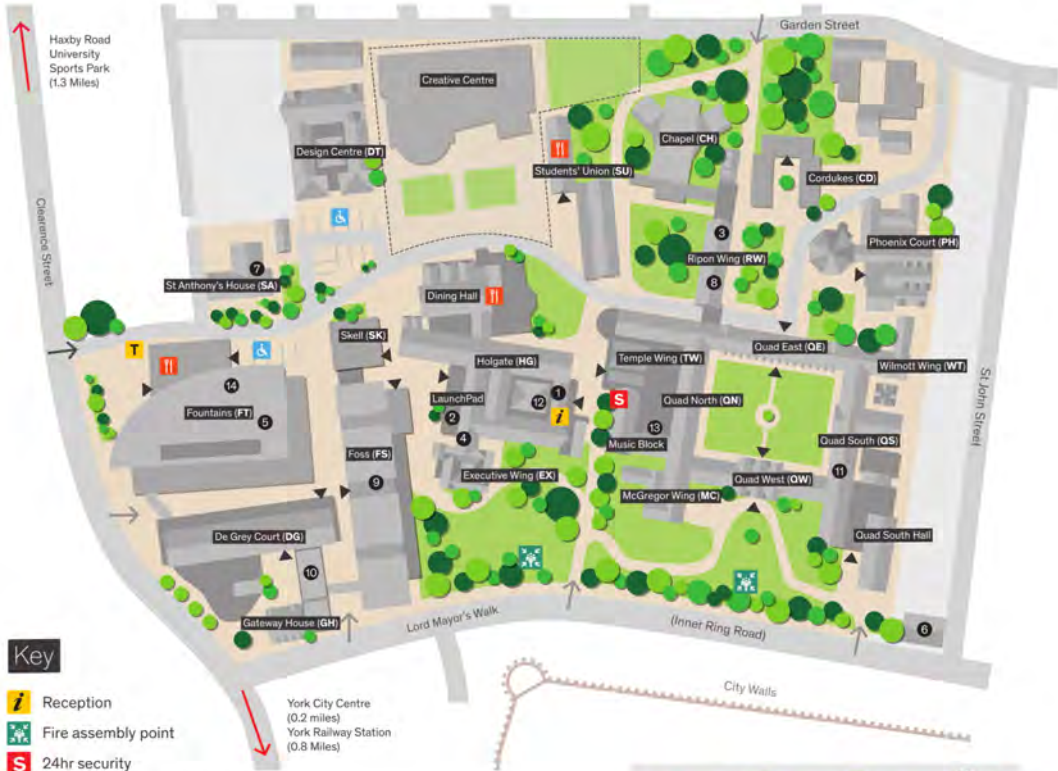 Garden Street
Haxby Road
University
Sports Park
(1.3 Miles)
Creative Centre
Design Centre (DT)
Chapel (CH)
Students' Union (SU)
Cordukes (CD)
Clearence Street
3
Phoenix Court (PH)
Ripon Wing (RW)
7
St Anthony's House (SA)
8
Dining Hall
Skell (SK)
Quad East (QE)
T
Holgate (HG)
Temple Wing (TW)
Wilmott Wing (WT)
14
LaunchPad
1
12
S
Quad North (QN)
Fountains (FT)
5
2
i
13
Music Block
Quad South (QS)
St John Street
4
Foss (FS)
9
Executive Wing (EX)
Quad West (QW)
11
McGregor Wing (MC)
De Grey Court (DG)
Quad South Hall
10
Gateway House (GH)
Lord Mayor's Walk
(Inner Ring Road)
6
City Walls
Key
i Reception
Fire assembly point
S 24hr security
York City Centre
(0.2 miles)
York Railway Station
(0.8 Miles)